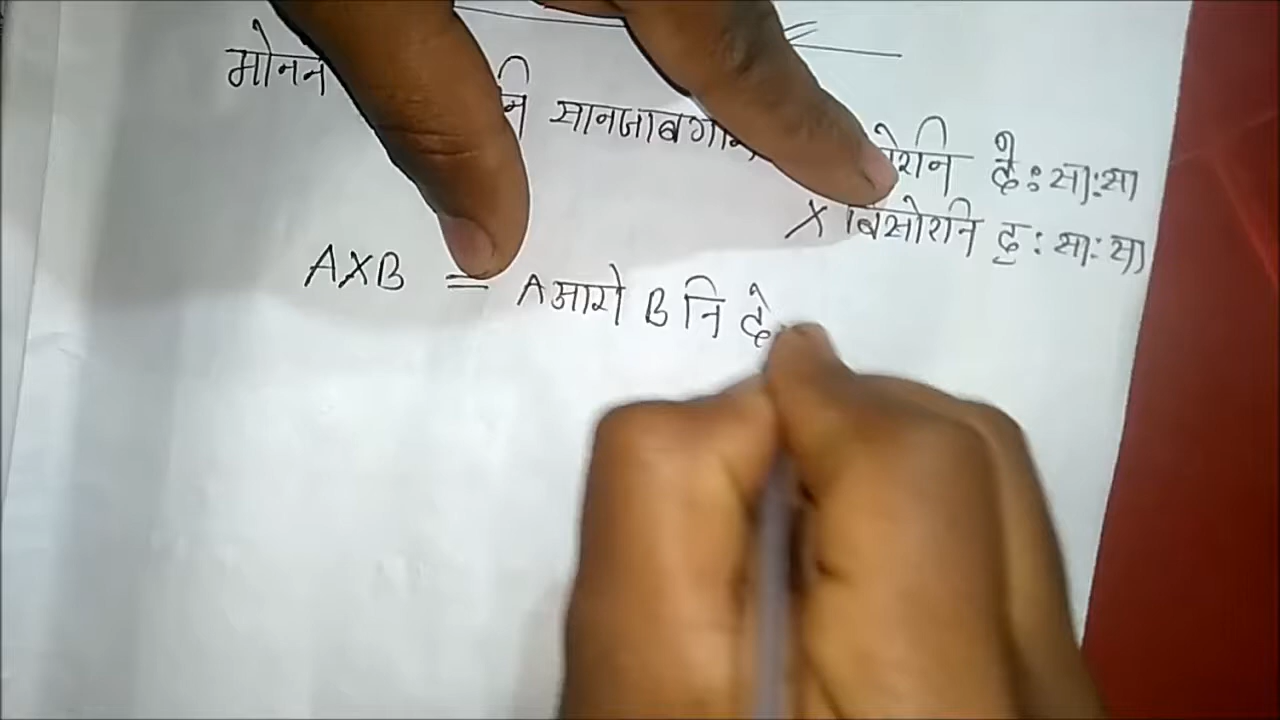 मोनन नि सानजाबगा रनि दे: सा: सा
X बिसोरनि दु: सा: सा
AXB = A आरो B नि दे